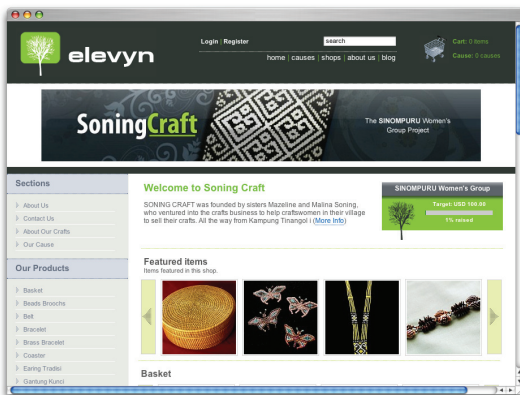 elevyn
Login | Register
search
home | causes | shops | about us | blog
Cart: 0 items
Cause: 0 causes
SoningCraft
The SINOMPURU Women's
Group Project
Sections
About Us
Contact Us
About Our Crafts
Our Cause
Our Products
Basket
Beads Broochs
Belt
Bracelet
Brass Bracelet
Coaster
Earing Tradisi
Gantung Kunci
Welcome to Soning Craft
SONING CRAFT was founded by sisters Mazeline and Malina Soning,
who ventured into the crafts business to help craftswomen in their village
to sell their crafts. All the way from Kampung Tinangol i (More Info)
SINOMPURU Women's Group
Target: USD 100.00
1% raised
Featured items
Items featured in this shop.
Basket